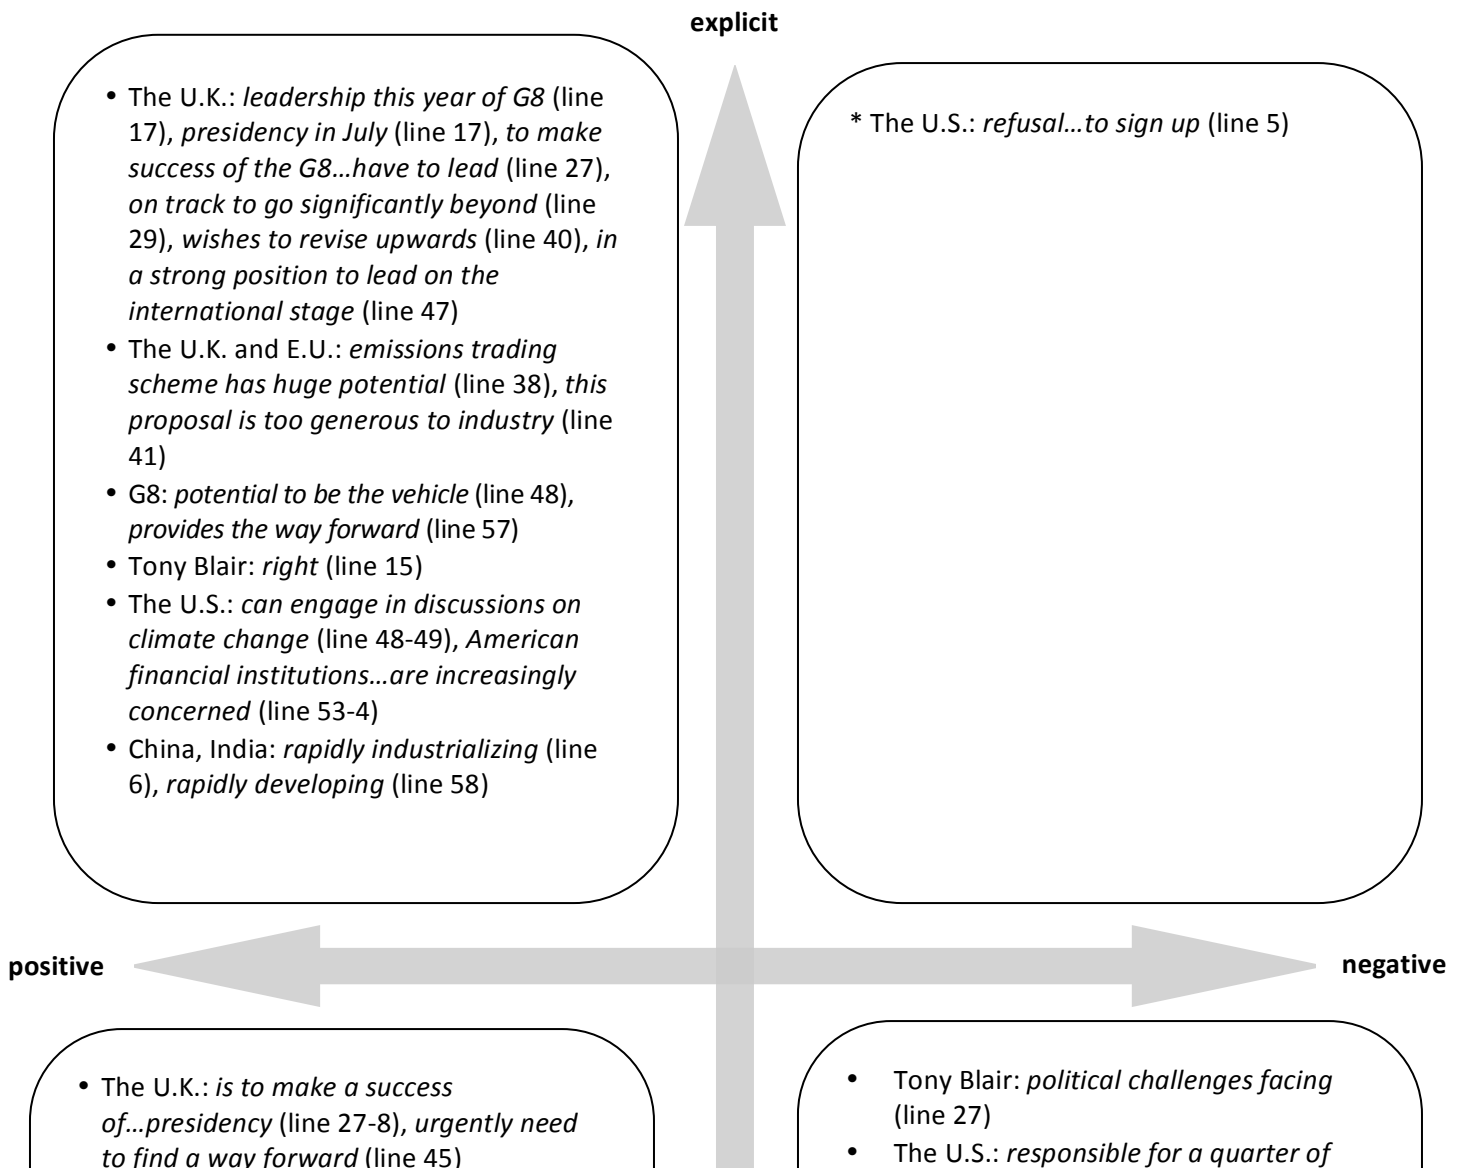 explicit
• The U.K.: leadership this year of G8 (line
17), presidency in July (line 17), to make
success of the G8…have to lead (line 27),
on track to go significantly beyond (line
29), wishes to revise upwards (line 40), in
a strong position to lead on the
international stage (line 47)
• The U.K. and E.U.: emissions trading
scheme has huge potential (line 38), this
proposal is too generous to industry (line
41)
• G8: potential to be the vehicle (line 48),
provides the way forward (line 57)
• Tony Blair: right (line 15)
• The U.S.: can engage in discussions on
climate change (line 48-49), American
financial institutions…are increasingly
concerned (line 53-4)
• China, India: rapidly industrializing (line
6), rapidly developing (line 58)
* The U.S.: refusal…to sign up (line 5)
positive
negative
• The U.K.: is to make a success
of…presidency (line 27-8), urgently need
to find a way forward (line 45)
• Tony Blair: political challenges facing
(line 27)
• The U.S.: responsible for a quarter of